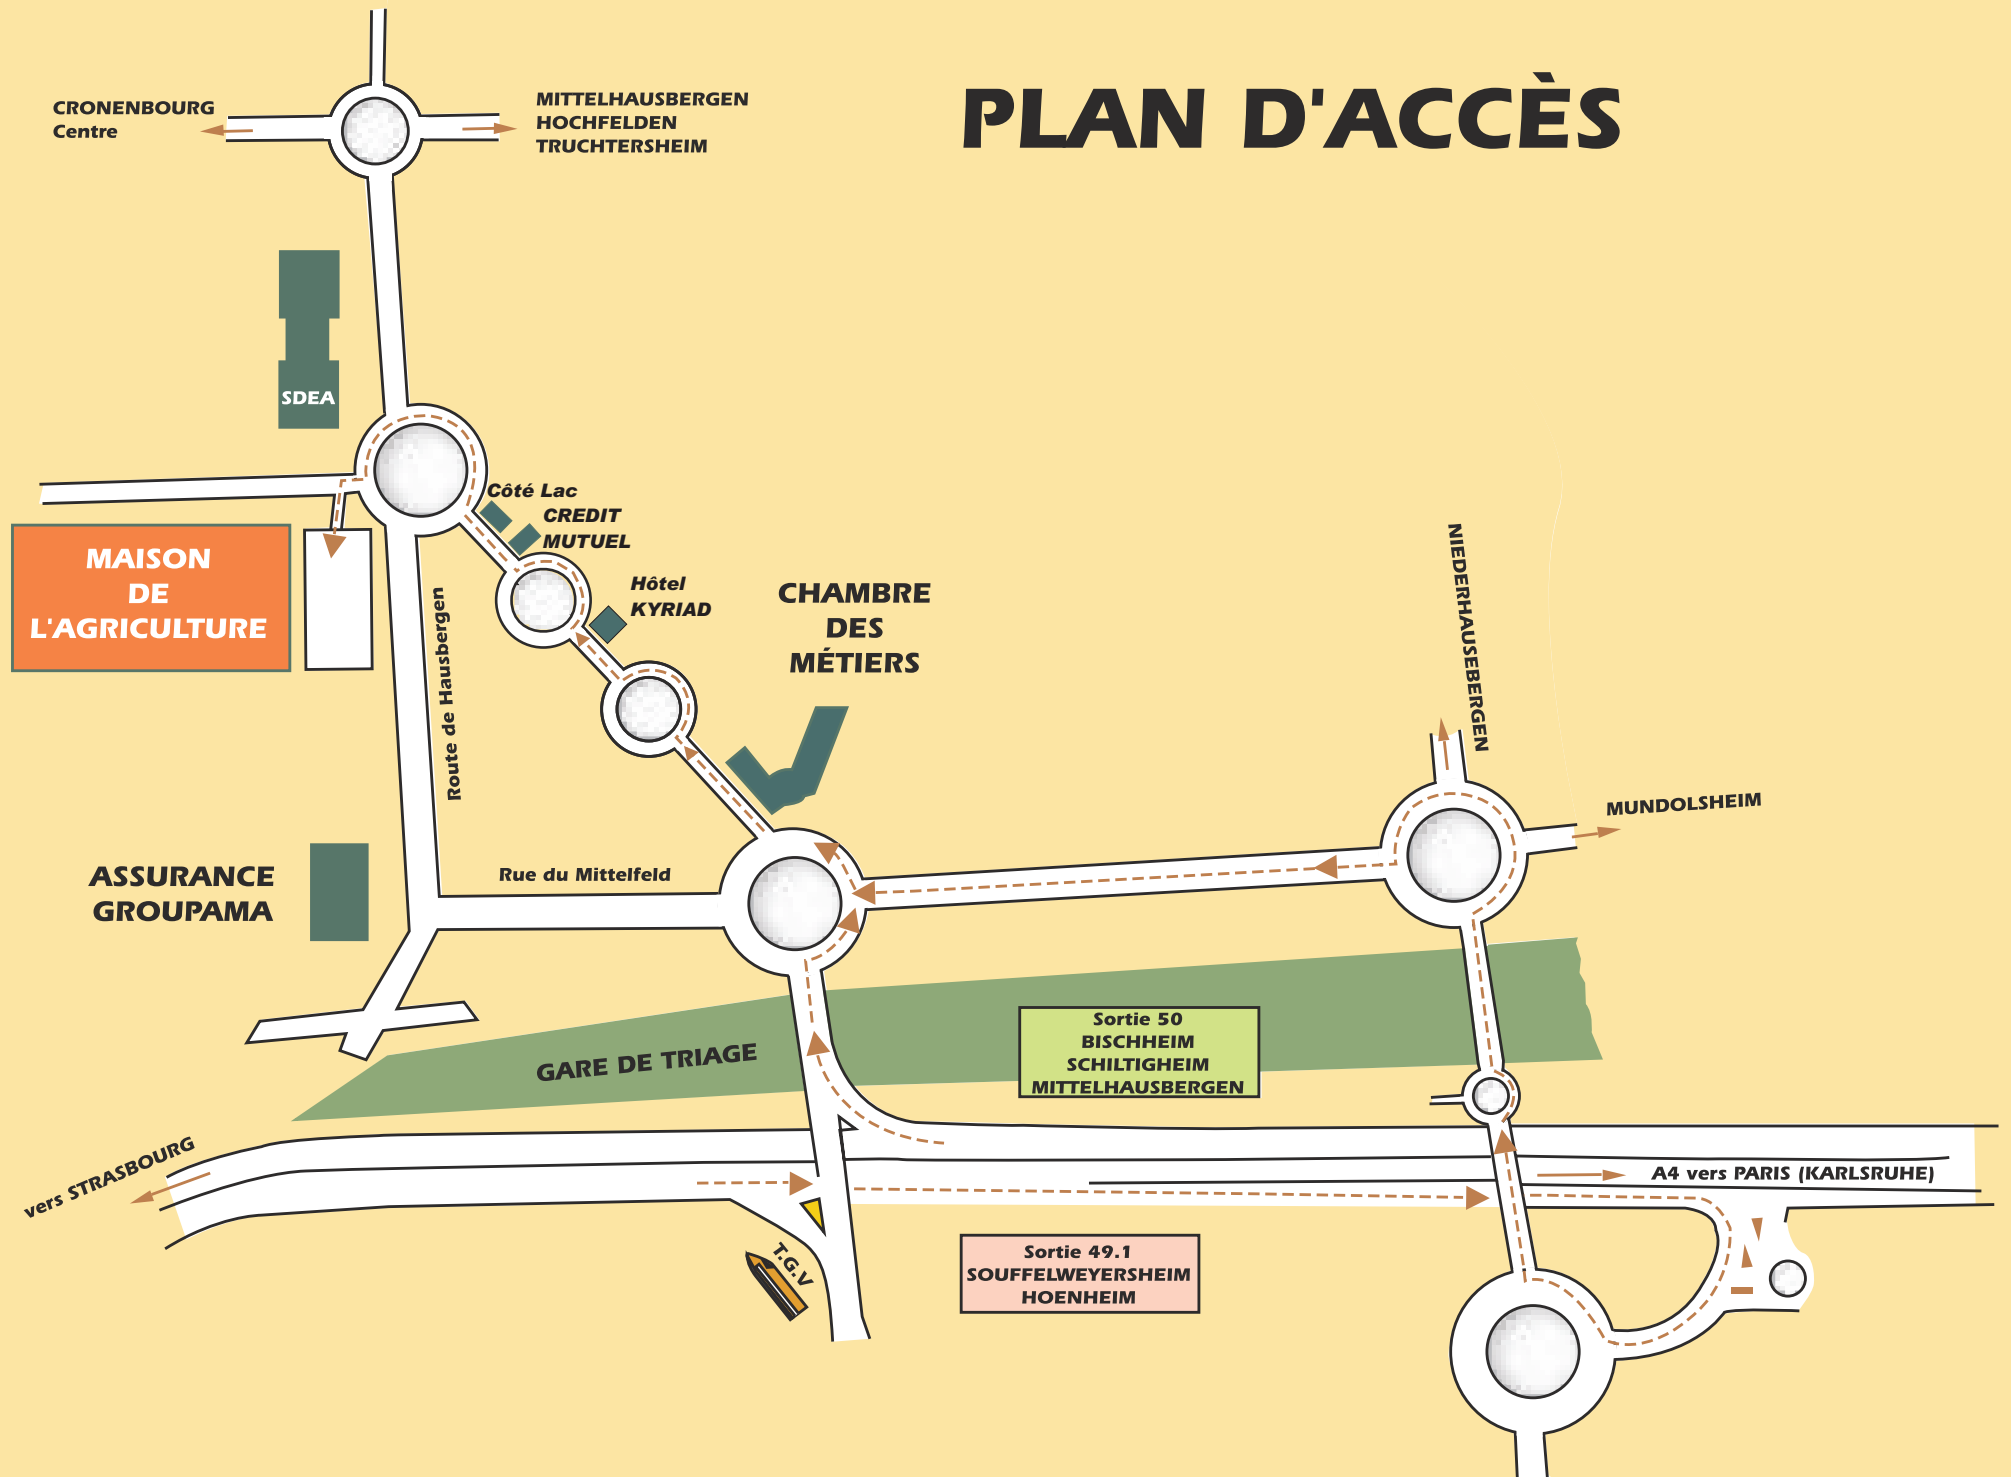 PLAN D'ACCÈS
CRONENBOURG
Centre
MITTELHAUSBERGEN
HOCHFELDEN
TRUCHTERSHEIM
SDEA
Côté Lac
CREDIT
MUTUEL
MAISON
DE
L'AGRICULTURE
Hôtel
KYRIAD
CHAMBRE
DES
MÉTIERS
Route de Hausbergen
NIEDERHAUSEBERGEN
MUNDOLSHEIM
ASSURANCE
GROUPAMA
Rue du Mittelfeld
GARE DE TRIAGE
Sortie 50
BISCHHEIM
SCHILTIGHEIM
MITTELHAUSBERGEN
vers STRASBOURG
A4 vers PARIS (KARLSRUHE)
T.G.V
Sortie 49.1
SOUFFELWEYERSHEIM
HOENHEIM